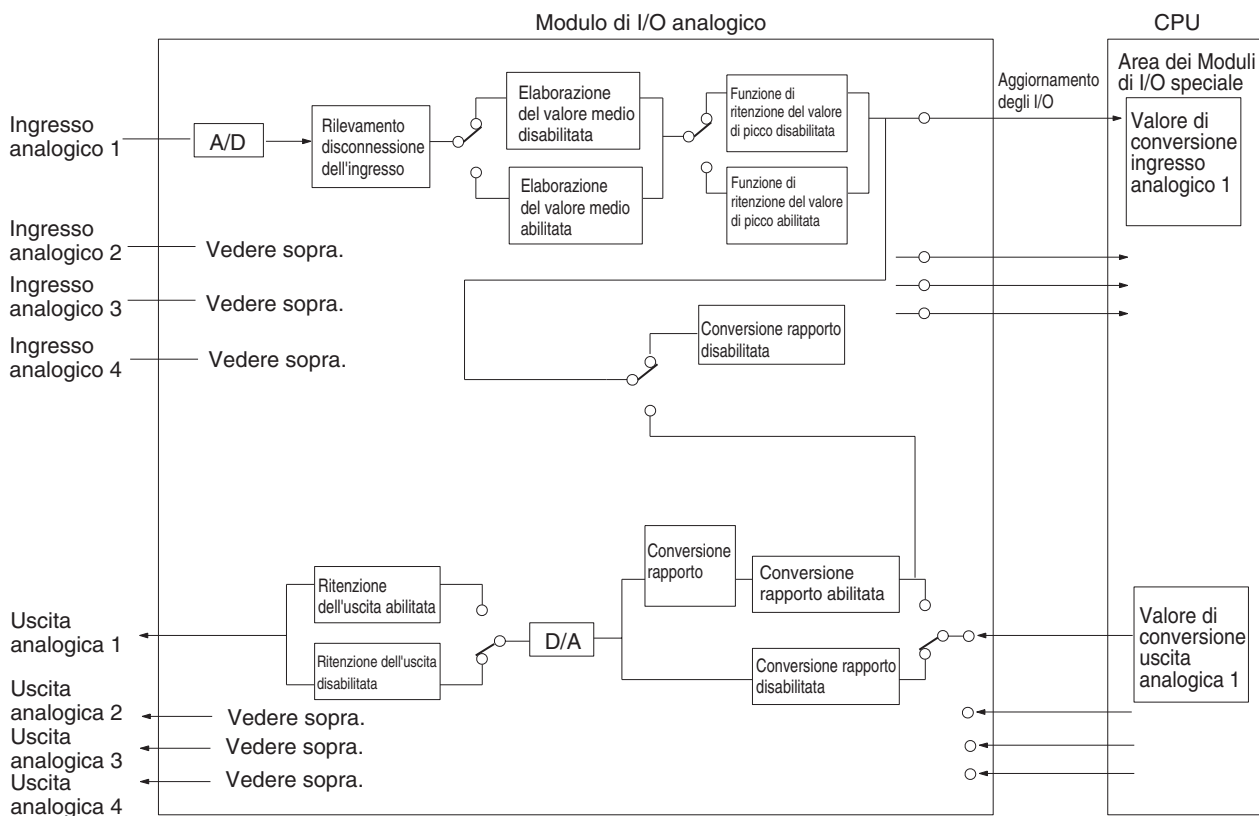 Modulo di I/O analogico
CPU
Ingresso
analogico 1
A/D
Rilevamento
disconnessione
dell'ingresso
Elaborazione
del valore medio
disabilitata
Elaborazione
del valore medio
abilitata
Funzione di
ritenzione del valore
di picco disabilitata
Funzione di
ritenzione del valore
di picco abilitata
Aggiornamento
degli I/O
Area dei Moduli
di I/O speciale
Valore di
conversione
ingresso
analogico 1
Ingresso
analogico 2
Vedere sopra.
Ingresso
analogico 3
Vedere sopra.
Ingresso
analogico 4
Vedere sopra.
Conversione rapporto
disabilitata
Conversione
rapporto
Conversione
rapporto abilitata
Ritenzione
dell'uscita abilitata
Uscita
analogica 1
D/A
Ritenzione dell'uscita
disabilitata
Conversione rapporto
disabilitata
Valore di
conversione
uscita
analogica 1
Uscita
analogica 2
Vedere sopra.
Uscita
analogica 3
Vedere sopra.
Uscita
analogica 4
Vedere sopra.